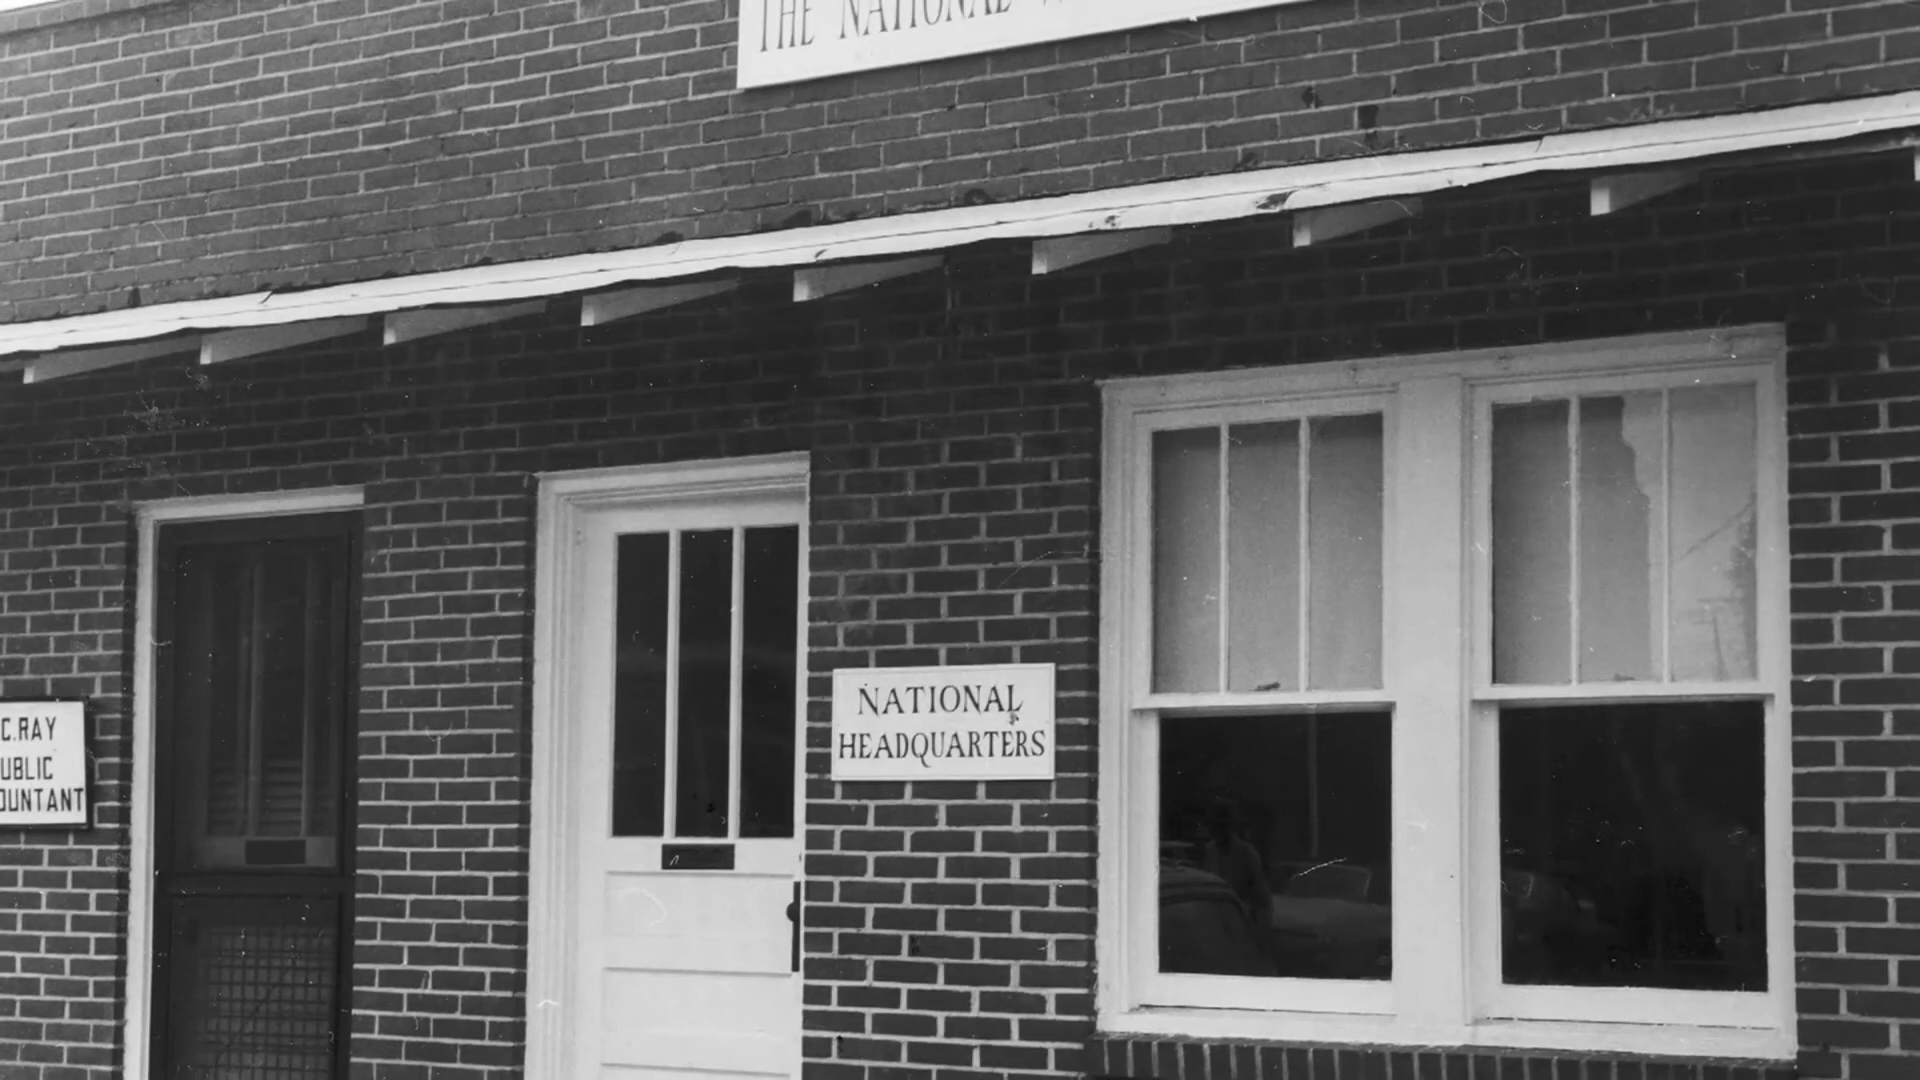 THE NATIONAL
C. RAY
UBLIC
OUNTANT
NATIONAL
HEADQUARTERS